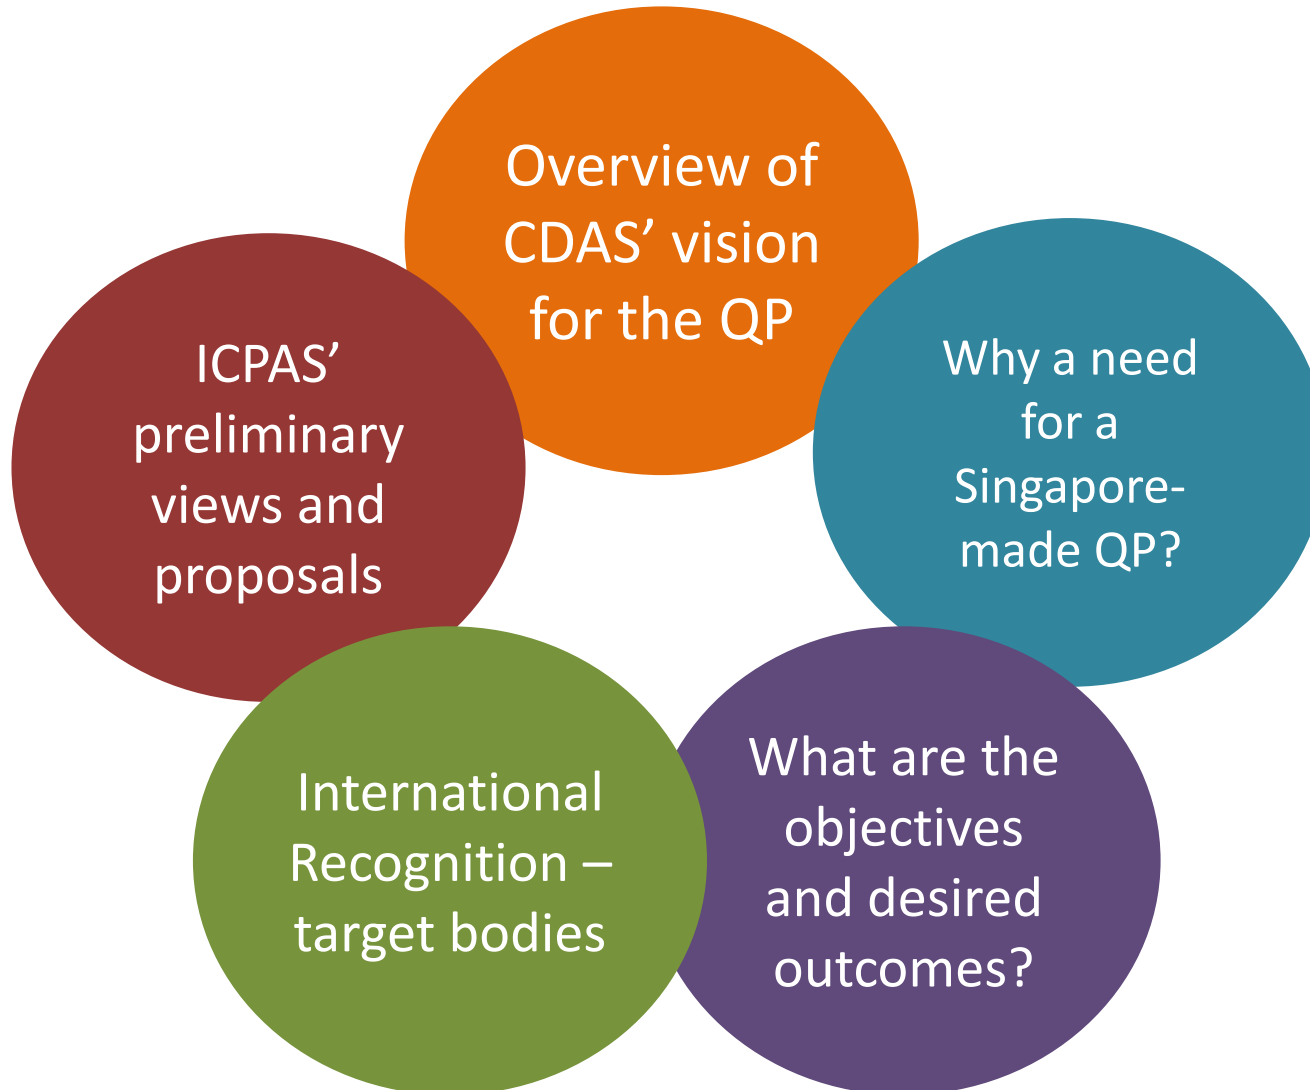 Overview of
CDAS’ vision
for the QP
Why a need
for a
Singapore-
made QP?
What are the
objectives
and desired
outcomes?
International
Recognition –
target bodies
ICPAS’
preliminary
views and
proposals